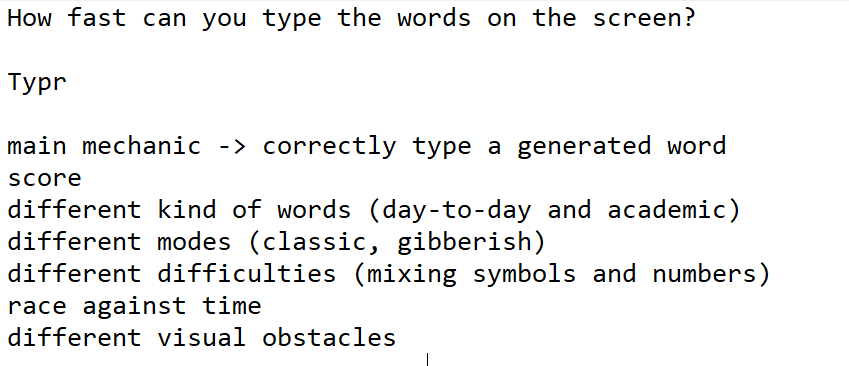 How fast can you type the words on the screen?
Typr
main mechanic -> correctly type a generated word
score
different kind of words (day-to-day and academic)
different modes (classic, gibberish)
different difficulties (mixing symbols and numbers)
race against time
different visual obstacles